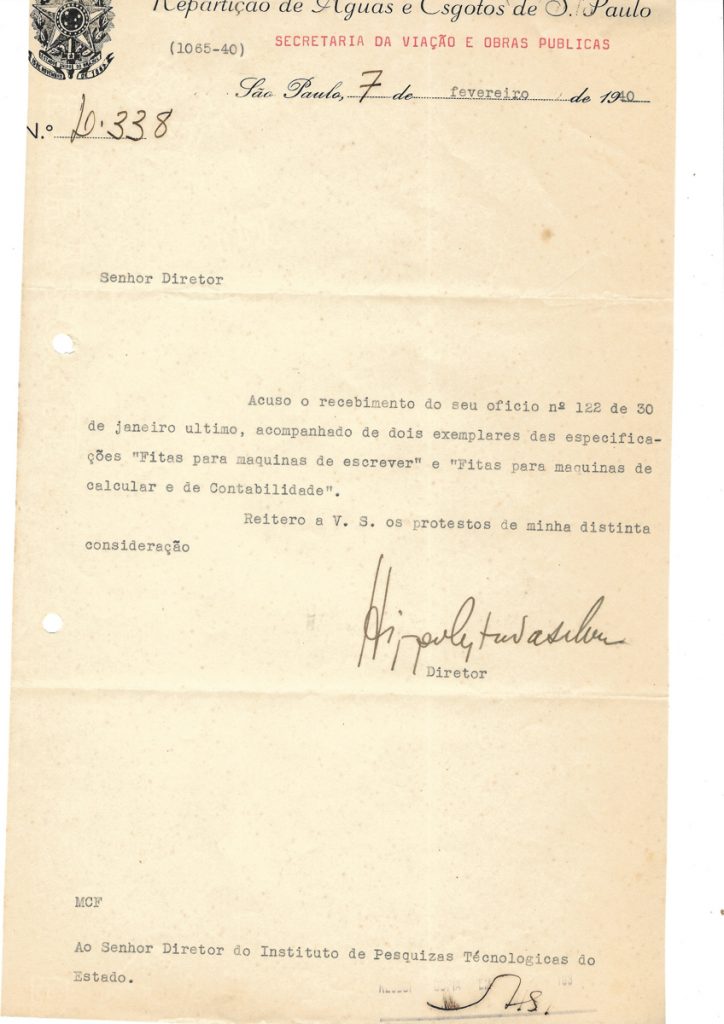 Repartição de Aguas e Esgotos de S. Paulo
(1065-40) SECRETARIA DA VIAÇÃO E OBRAS PUBLICAS
São Paulo, 7 de fevereiro de 1940
N.º D.338
Senhor Diretor
Acuso o recebimento do seu oficio nº 122 de 30
de janeiro ultimo, acompanhado de dois exemplares das especifica-
ções "Fitas para maquinas de escrever" e "Fitas para maquinas de
calcular e de Contabilidade".
Reitero a V. S. os protestos de minha distinta
consideração
Diretor
MCF
Ao Senhor Diretor do Instituto de Pesquizas Técnologicas do
Estado.